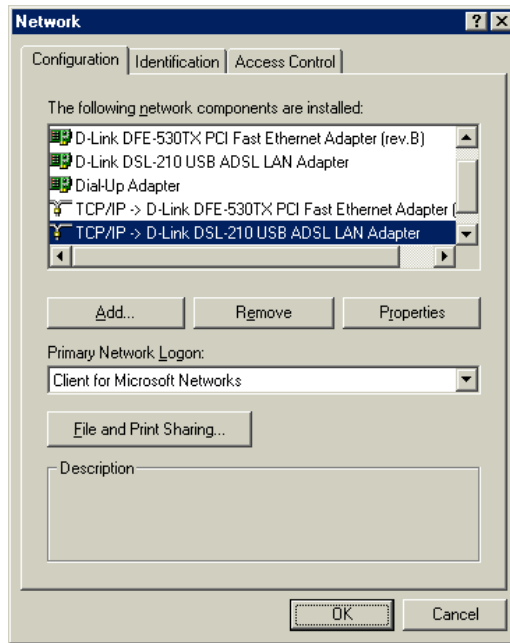 Network
Configuration Identification Access Control
The following network components are installed:
D-Link DFE-530TX PCI Fast Ethernet Adapter (rev.B)
D-Link DSL-210 USB ADSL LAN Adapter
Dial-Up Adapter
TCP/IP -> D-Link DFE-530TX PCI Fast Ethernet Adapter (
TCP/IP -> D-Link DSL-210 USB ADSL LAN Adapter
Add... Remove Properties
Primary Network Logon:
Client for Microsoft Networks
File and Print Sharing...
Description
OK Cancel